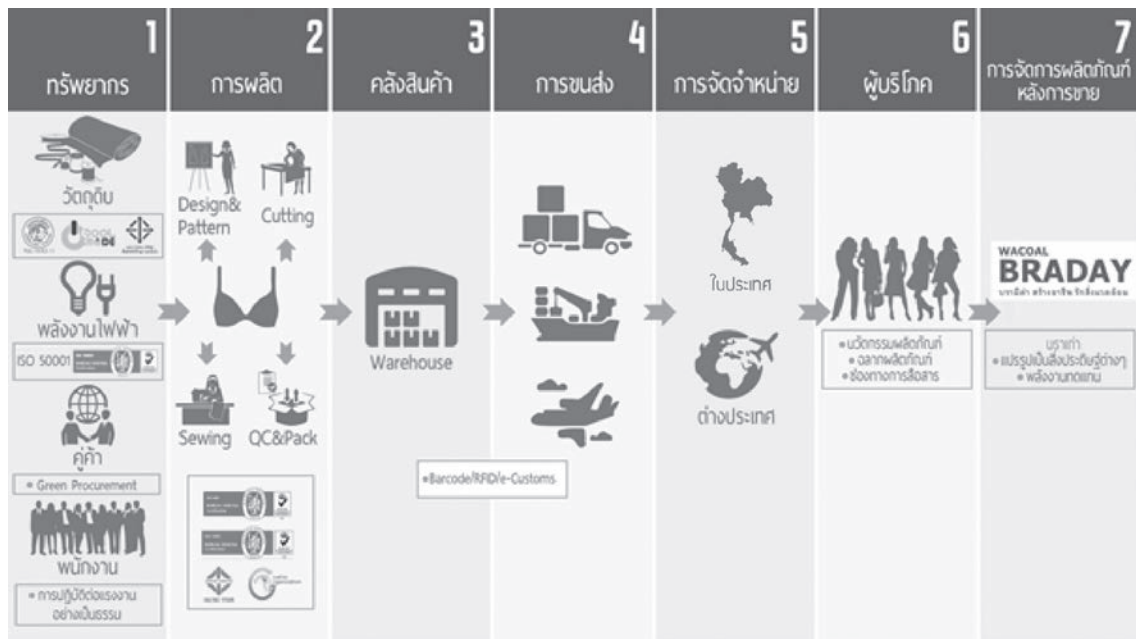 1
ทรัพยากร
วัตถุดิบ
พลังงานไฟฟ้า
ISO 50001
คู่ค้า
• Green Procurement
พนักงาน
• การปฏิบัติต่อแรงงาน
อย่างเป็นธรรม
2
การผลิต
Design&
Pattern
Cutting
Sewing
QC&Pack
3
คลังสินค้า
Warehouse
•Barcode/RFID/e-Customs
4
การขนส่ง
5
การจัดจำหน่าย
ในประเทศ
ต่างประเทศ
6
ผู้บริโภค
•นวัตกรรมผลิตภัณฑ์
•ฉลากผลิตภัณฑ์
•ช่องทางการสื่อสาร
7
การจัดการผลิตภัณฑ์
หลังการขาย
WACOAL
BRADAY
บราเก่า
•แปรรูปเป็นสิ่งประดิษฐ์ต่างๆ
•พลังงานทดแทน